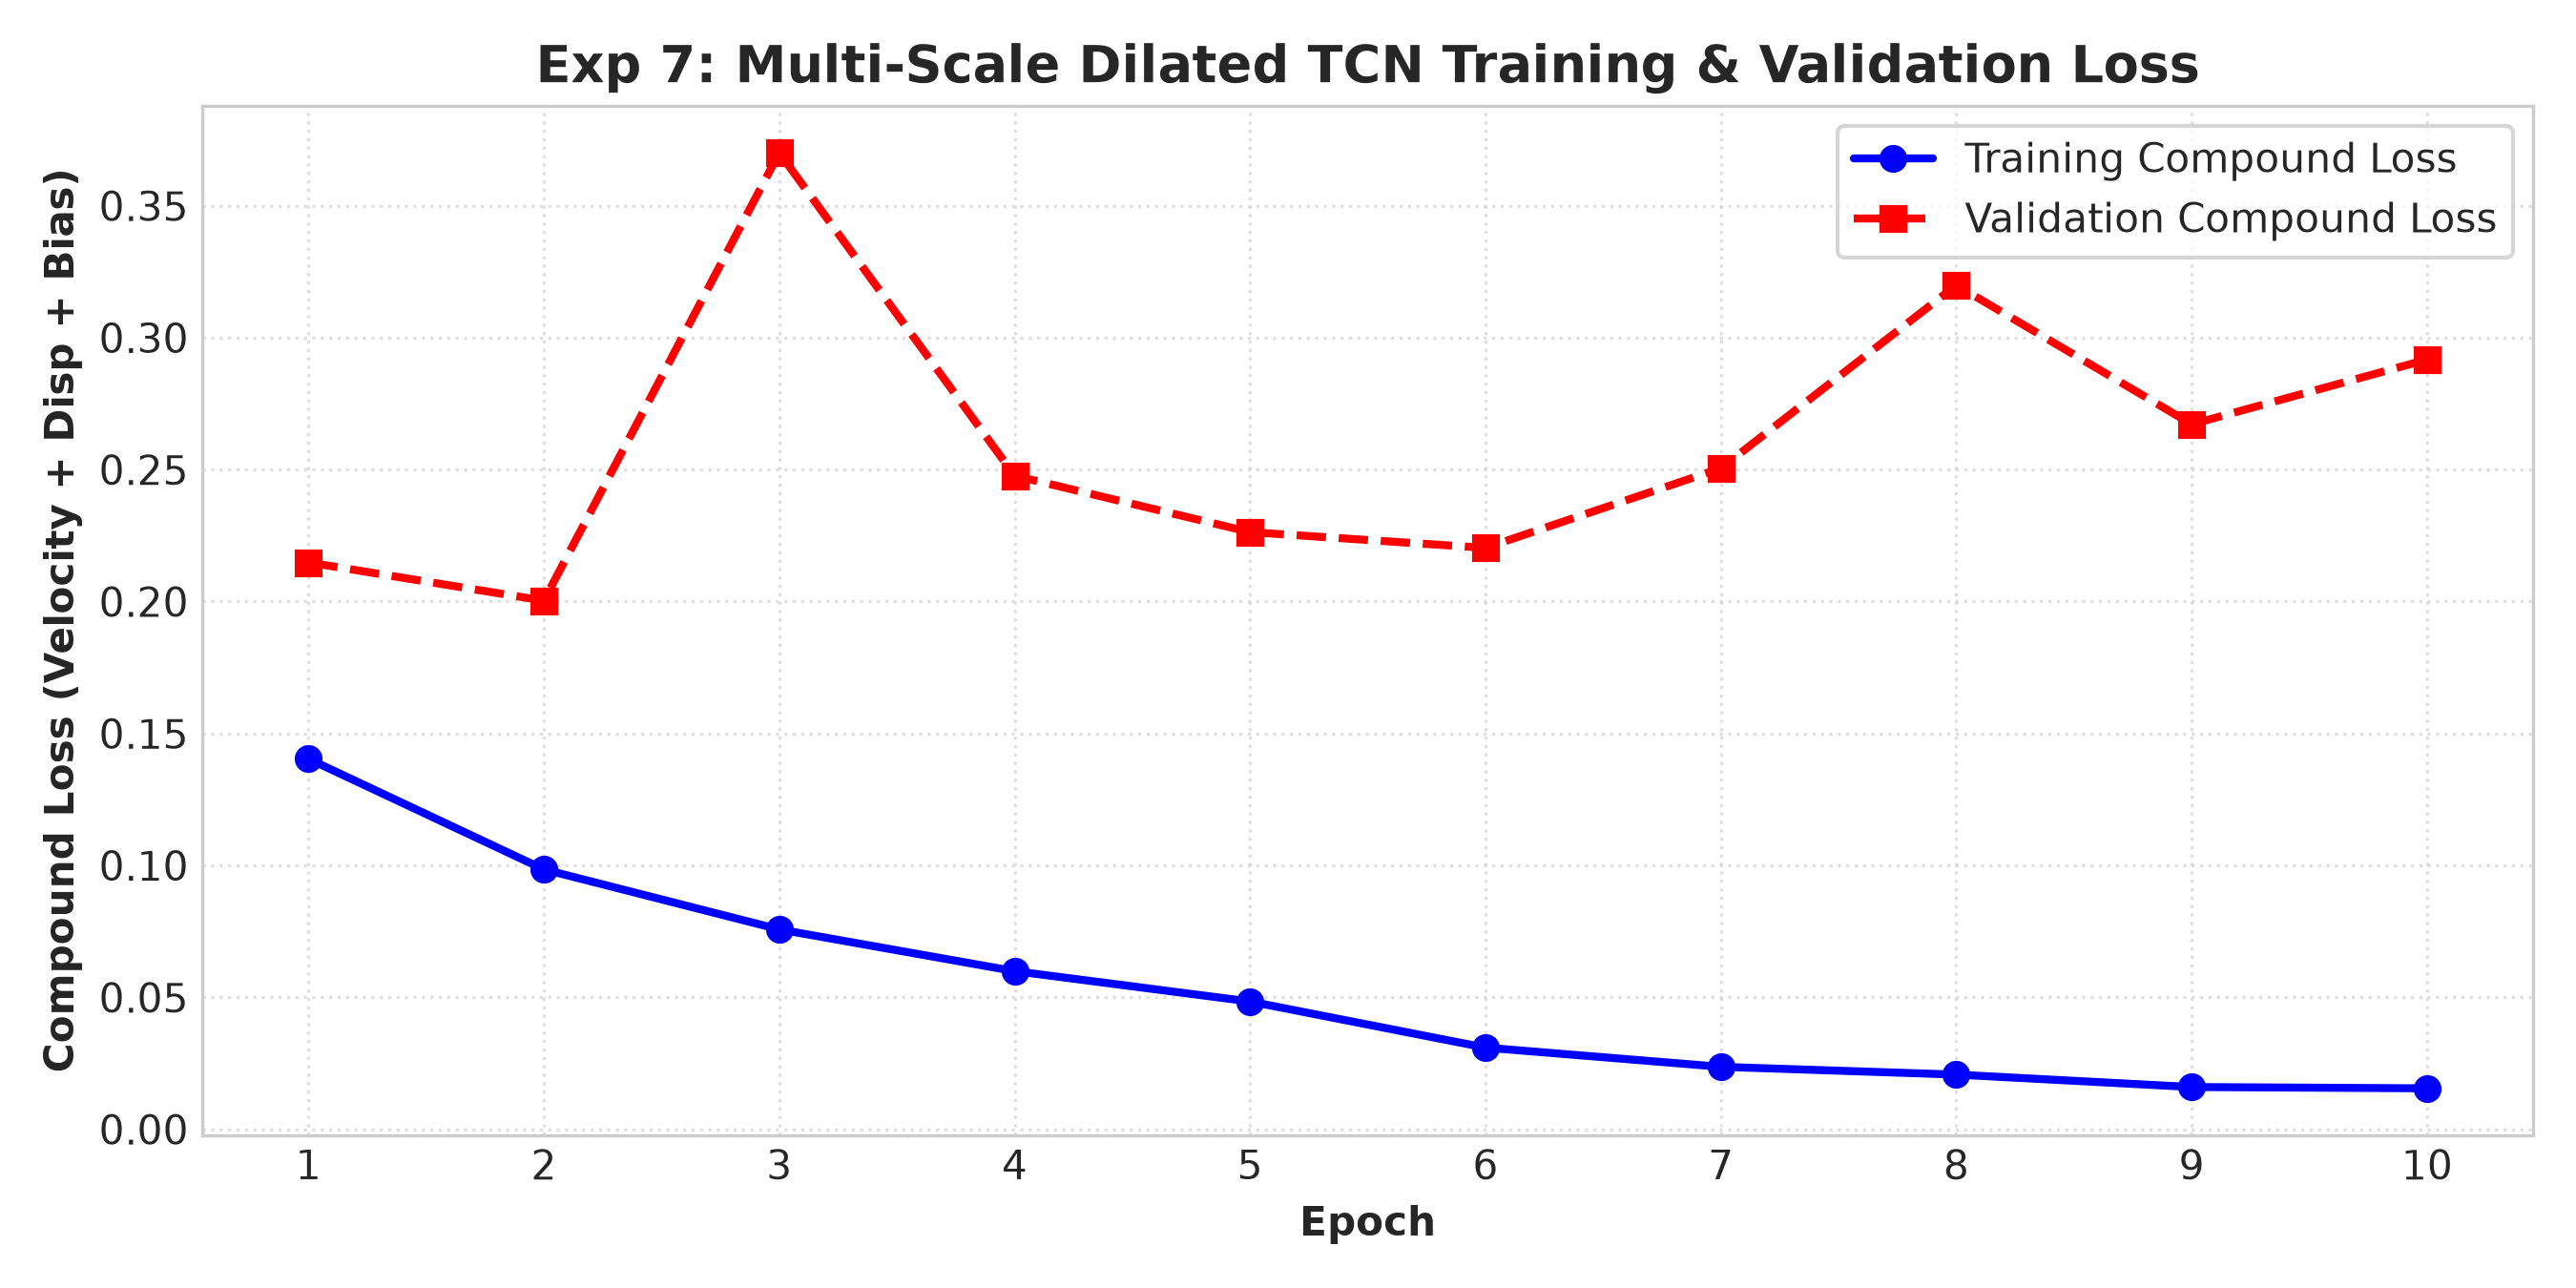 Exp 7: Multi-Scale Dilated TCN Training & Validation Loss
Training Compound Loss
Validation Compound Loss
Compound Loss (Velocity + Disp + Bias)
0.35
0.30
0.25
0.20
0.15
0.10
0.05
0.00
1 2 3 4 5 6 7 8 9 10
Epoch